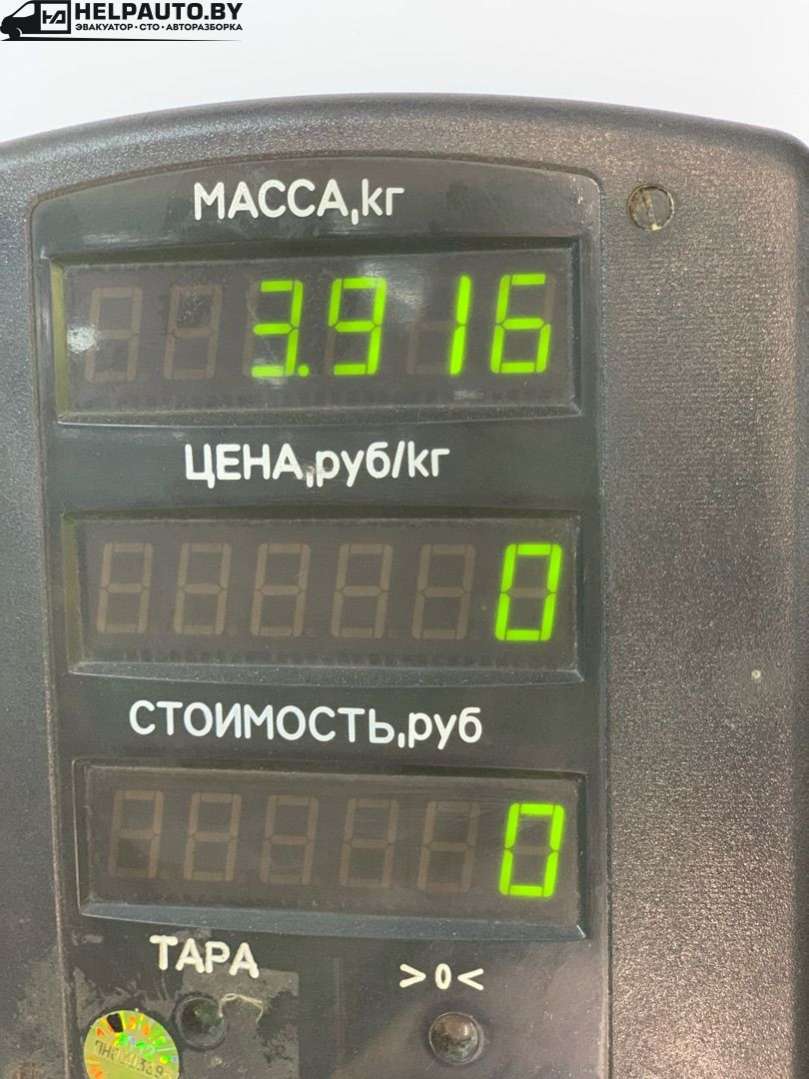 HELPAUTO.BY
ЭВАКУАТОР • СТО • АВТОРАЗБОРКА
МАССА,кг
3.916
ЦЕНА,руб/кг
0
СТОИМОСТЬ,руб
0
ТАРА
>0<